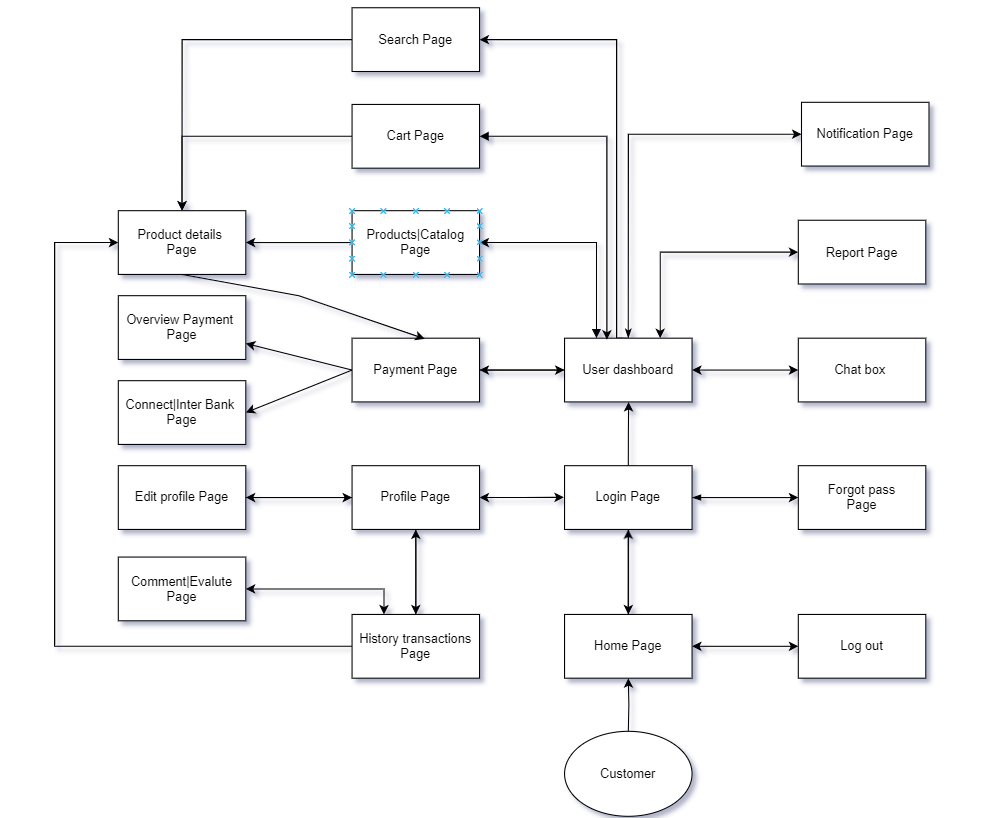 Search Page
Cart Page
Notification Page
Product details
Page
Products|Catalog
Page
Report Page
Overview Payment
Page
Payment Page
User dashboard
Chat box
Connect|Inter Bank
Page
Edit profile Page
Profile Page
Login Page
Forgot pass
Page
Comment|Evalute
Page
History transactions
Page
Home Page
Log out
Customer